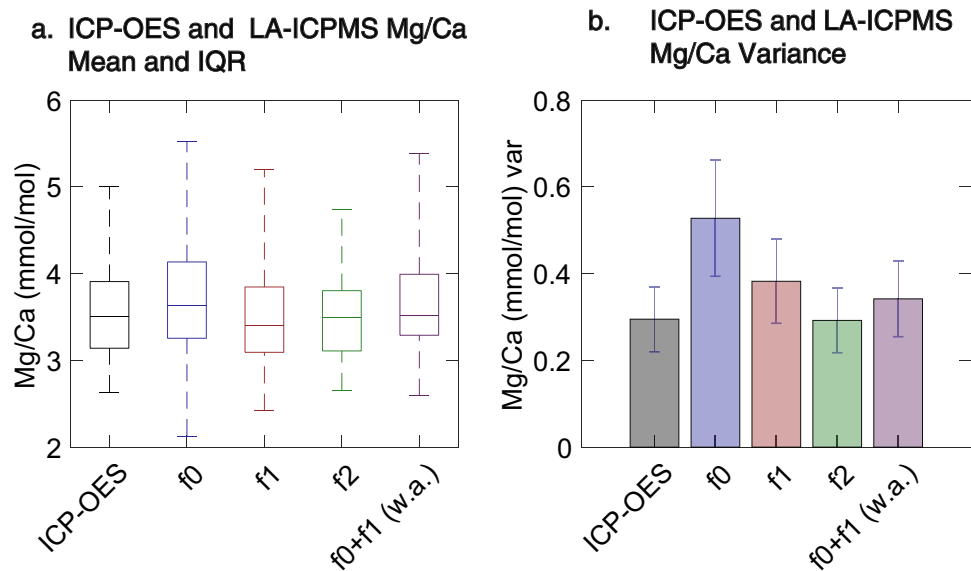 a. ICP-OES and LA-ICPMS Mg/Ca
Mean and IQR
b. ICP-OES and LA-ICPMS
Mg/Ca Variance
Mg/Ca (mmol/mol)
6
5
4
3
2
ICP-OES
f0
f1
f2
f0+f1 (w.a.)
Mg/Ca (mmol/mol) var
0.8
0.6
0.4
0.2
0
ICP-OES
f0
f1
f2
f0+f1 (w.a.)